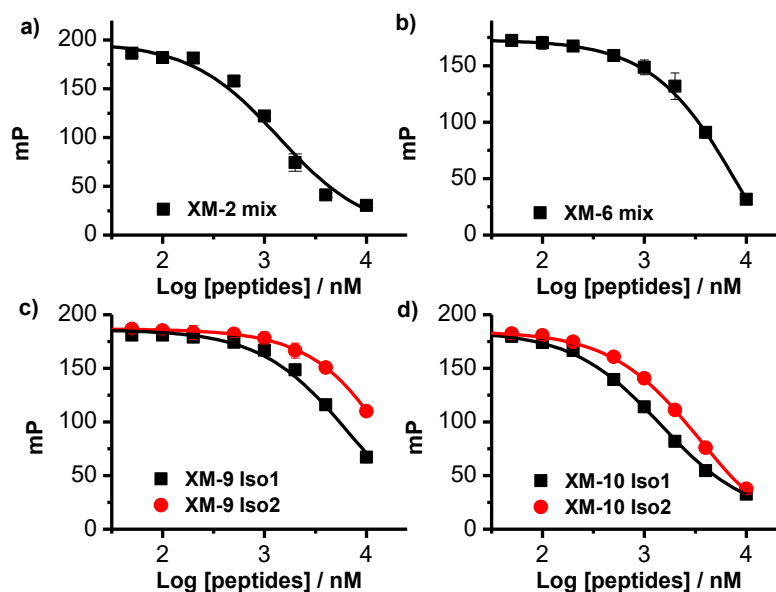 a)
200
150
100
50
0
mP
XM-2 mix
2 3 4
Log [peptides] / nM
b)
150
100
50
0
mP
XM-6 mix
2 3 4
Log [peptides] / nM
c)
200
150
100
50
0
mP
XM-9 Iso1
XM-9 Iso2
2 3 4
Log [peptides] / nM
d)
200
150
100
50
0
mP
XM-10 Iso1
XM-10 Iso2
2 3 4
Log [peptides] / nM